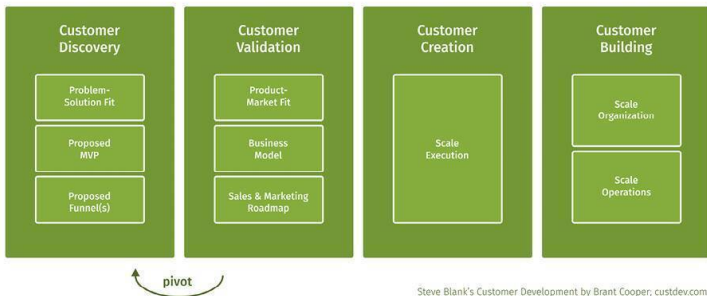 Customer
Discovery
Problem-
Solution Fit
Proposed
MVP
Proposed
Funnel(s)
Customer
Validation
Product-
Market Fit
Business
Model
Sales & Marketing
Roadmap
Customer
Creation
Scale
Execution
Customer
Building
Scale
Organization
Scale
Operations
pivot
Steve Blank's Customer Development by Brant Cooper; custdev.com